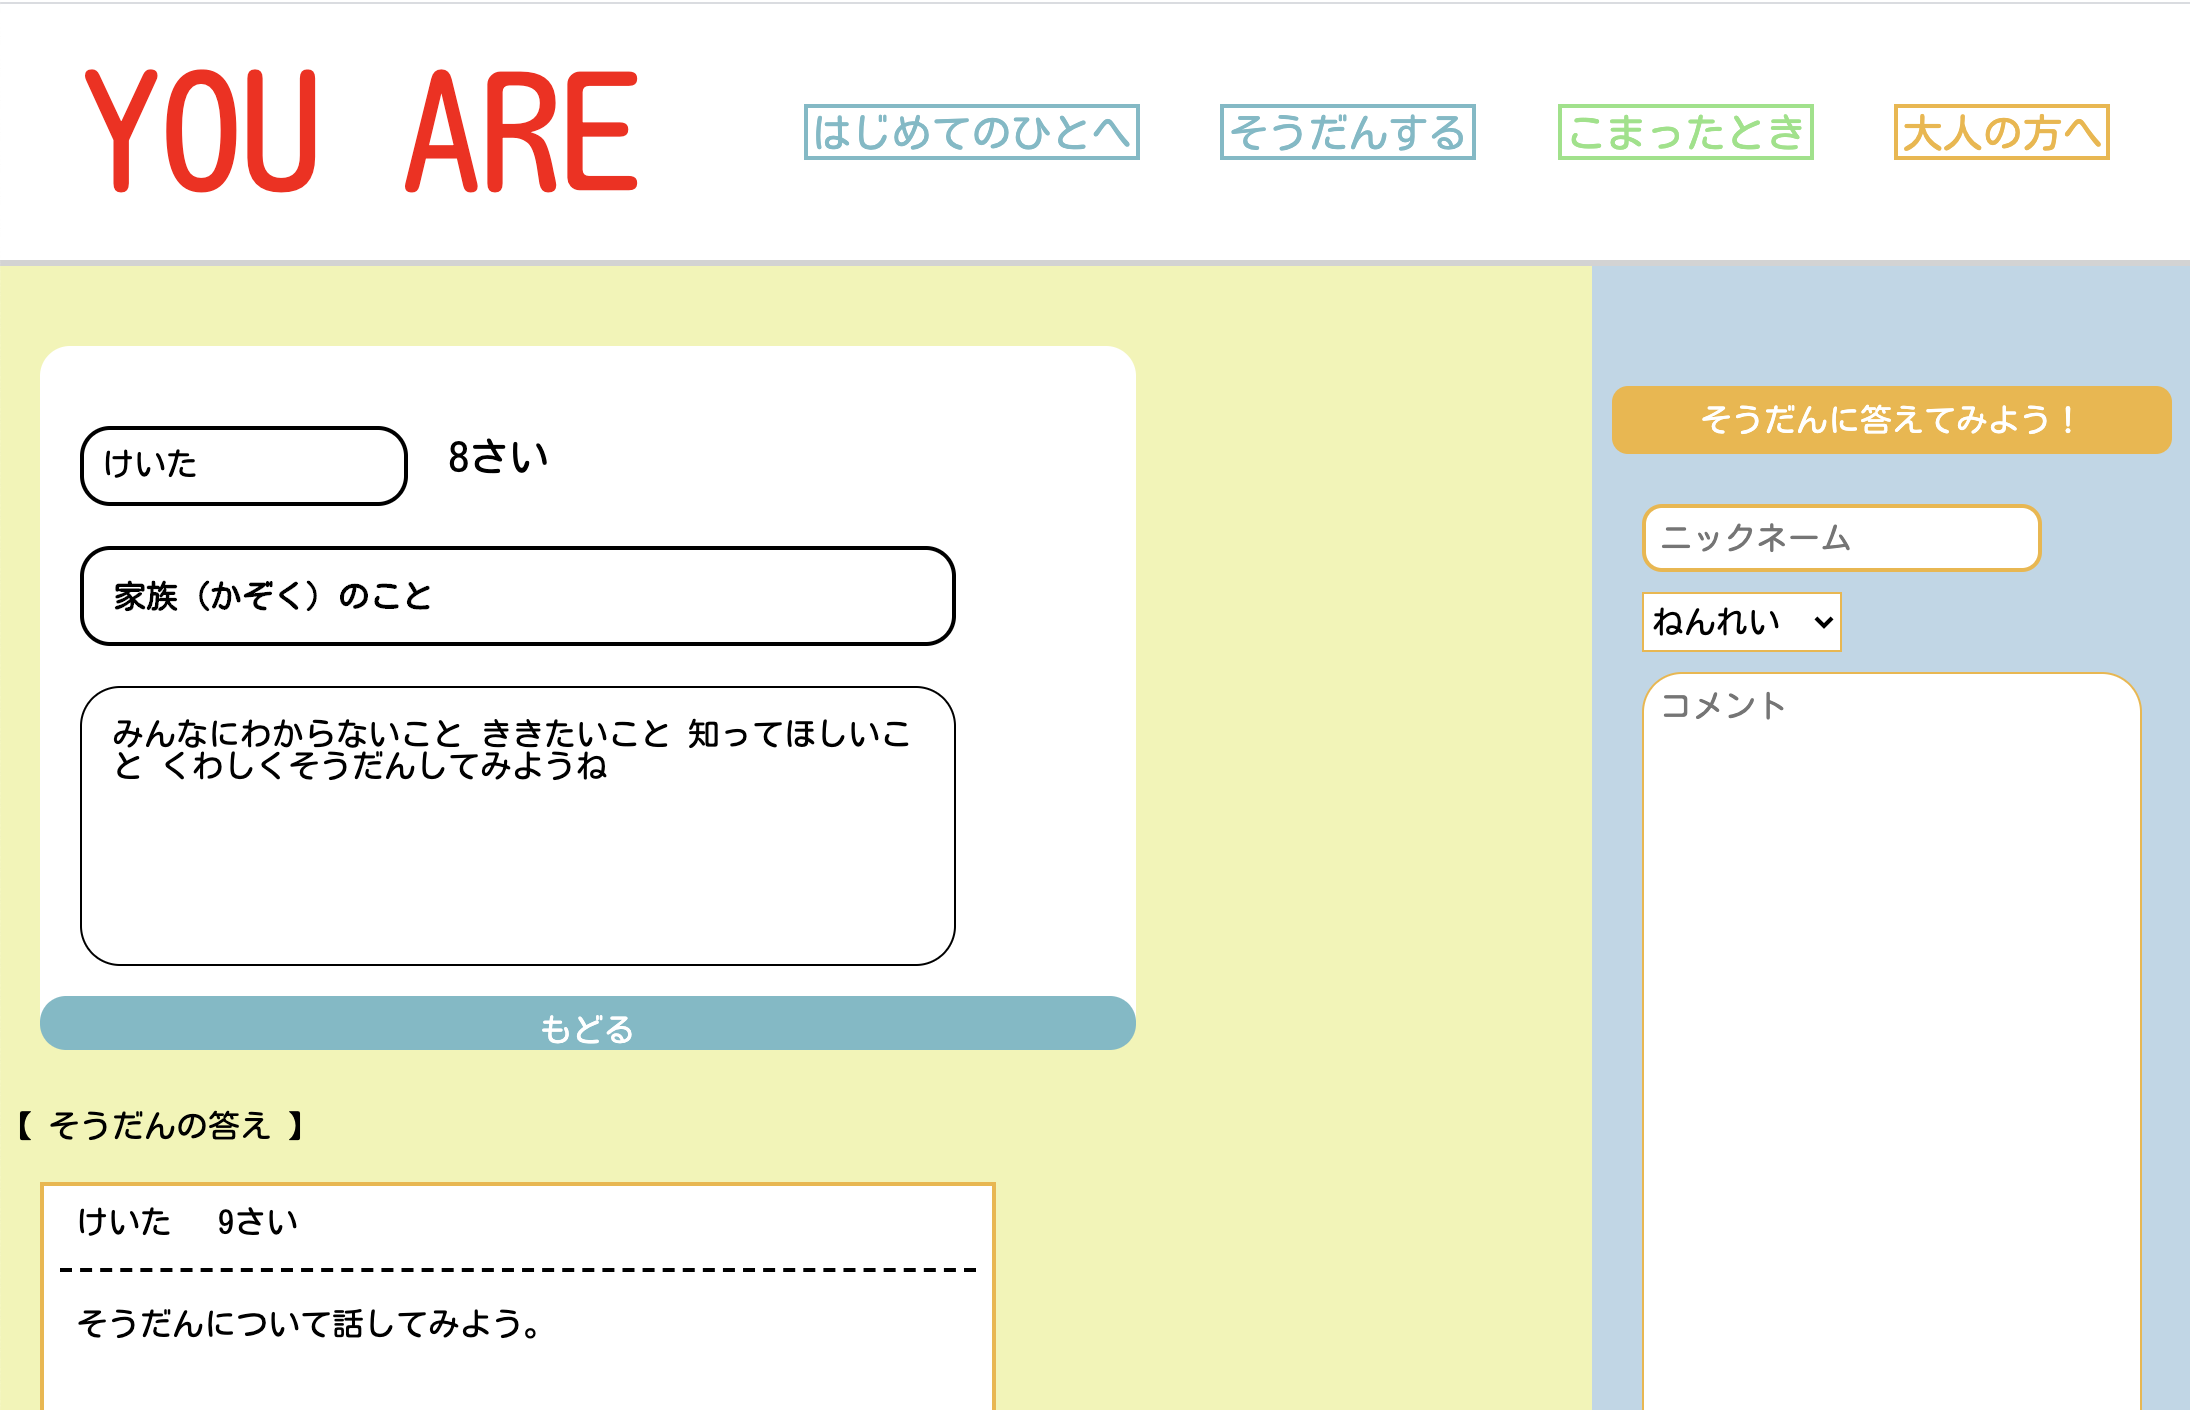 YOU ARE
はじめてのひとへ
そうだんする
こまったとき
大人の方へ
けいた
8さい
家族（かぞく）のこと
みんなにわからないこと ききたいこと 知ってほしいこ
と くわしくそうだんしてみようね
もどる
【 そうだんの答え 】
けいた 9さい
そうだんについて話してみよう。
そうだんに答えてみよう！
ニックネーム
ねんれい
コメント